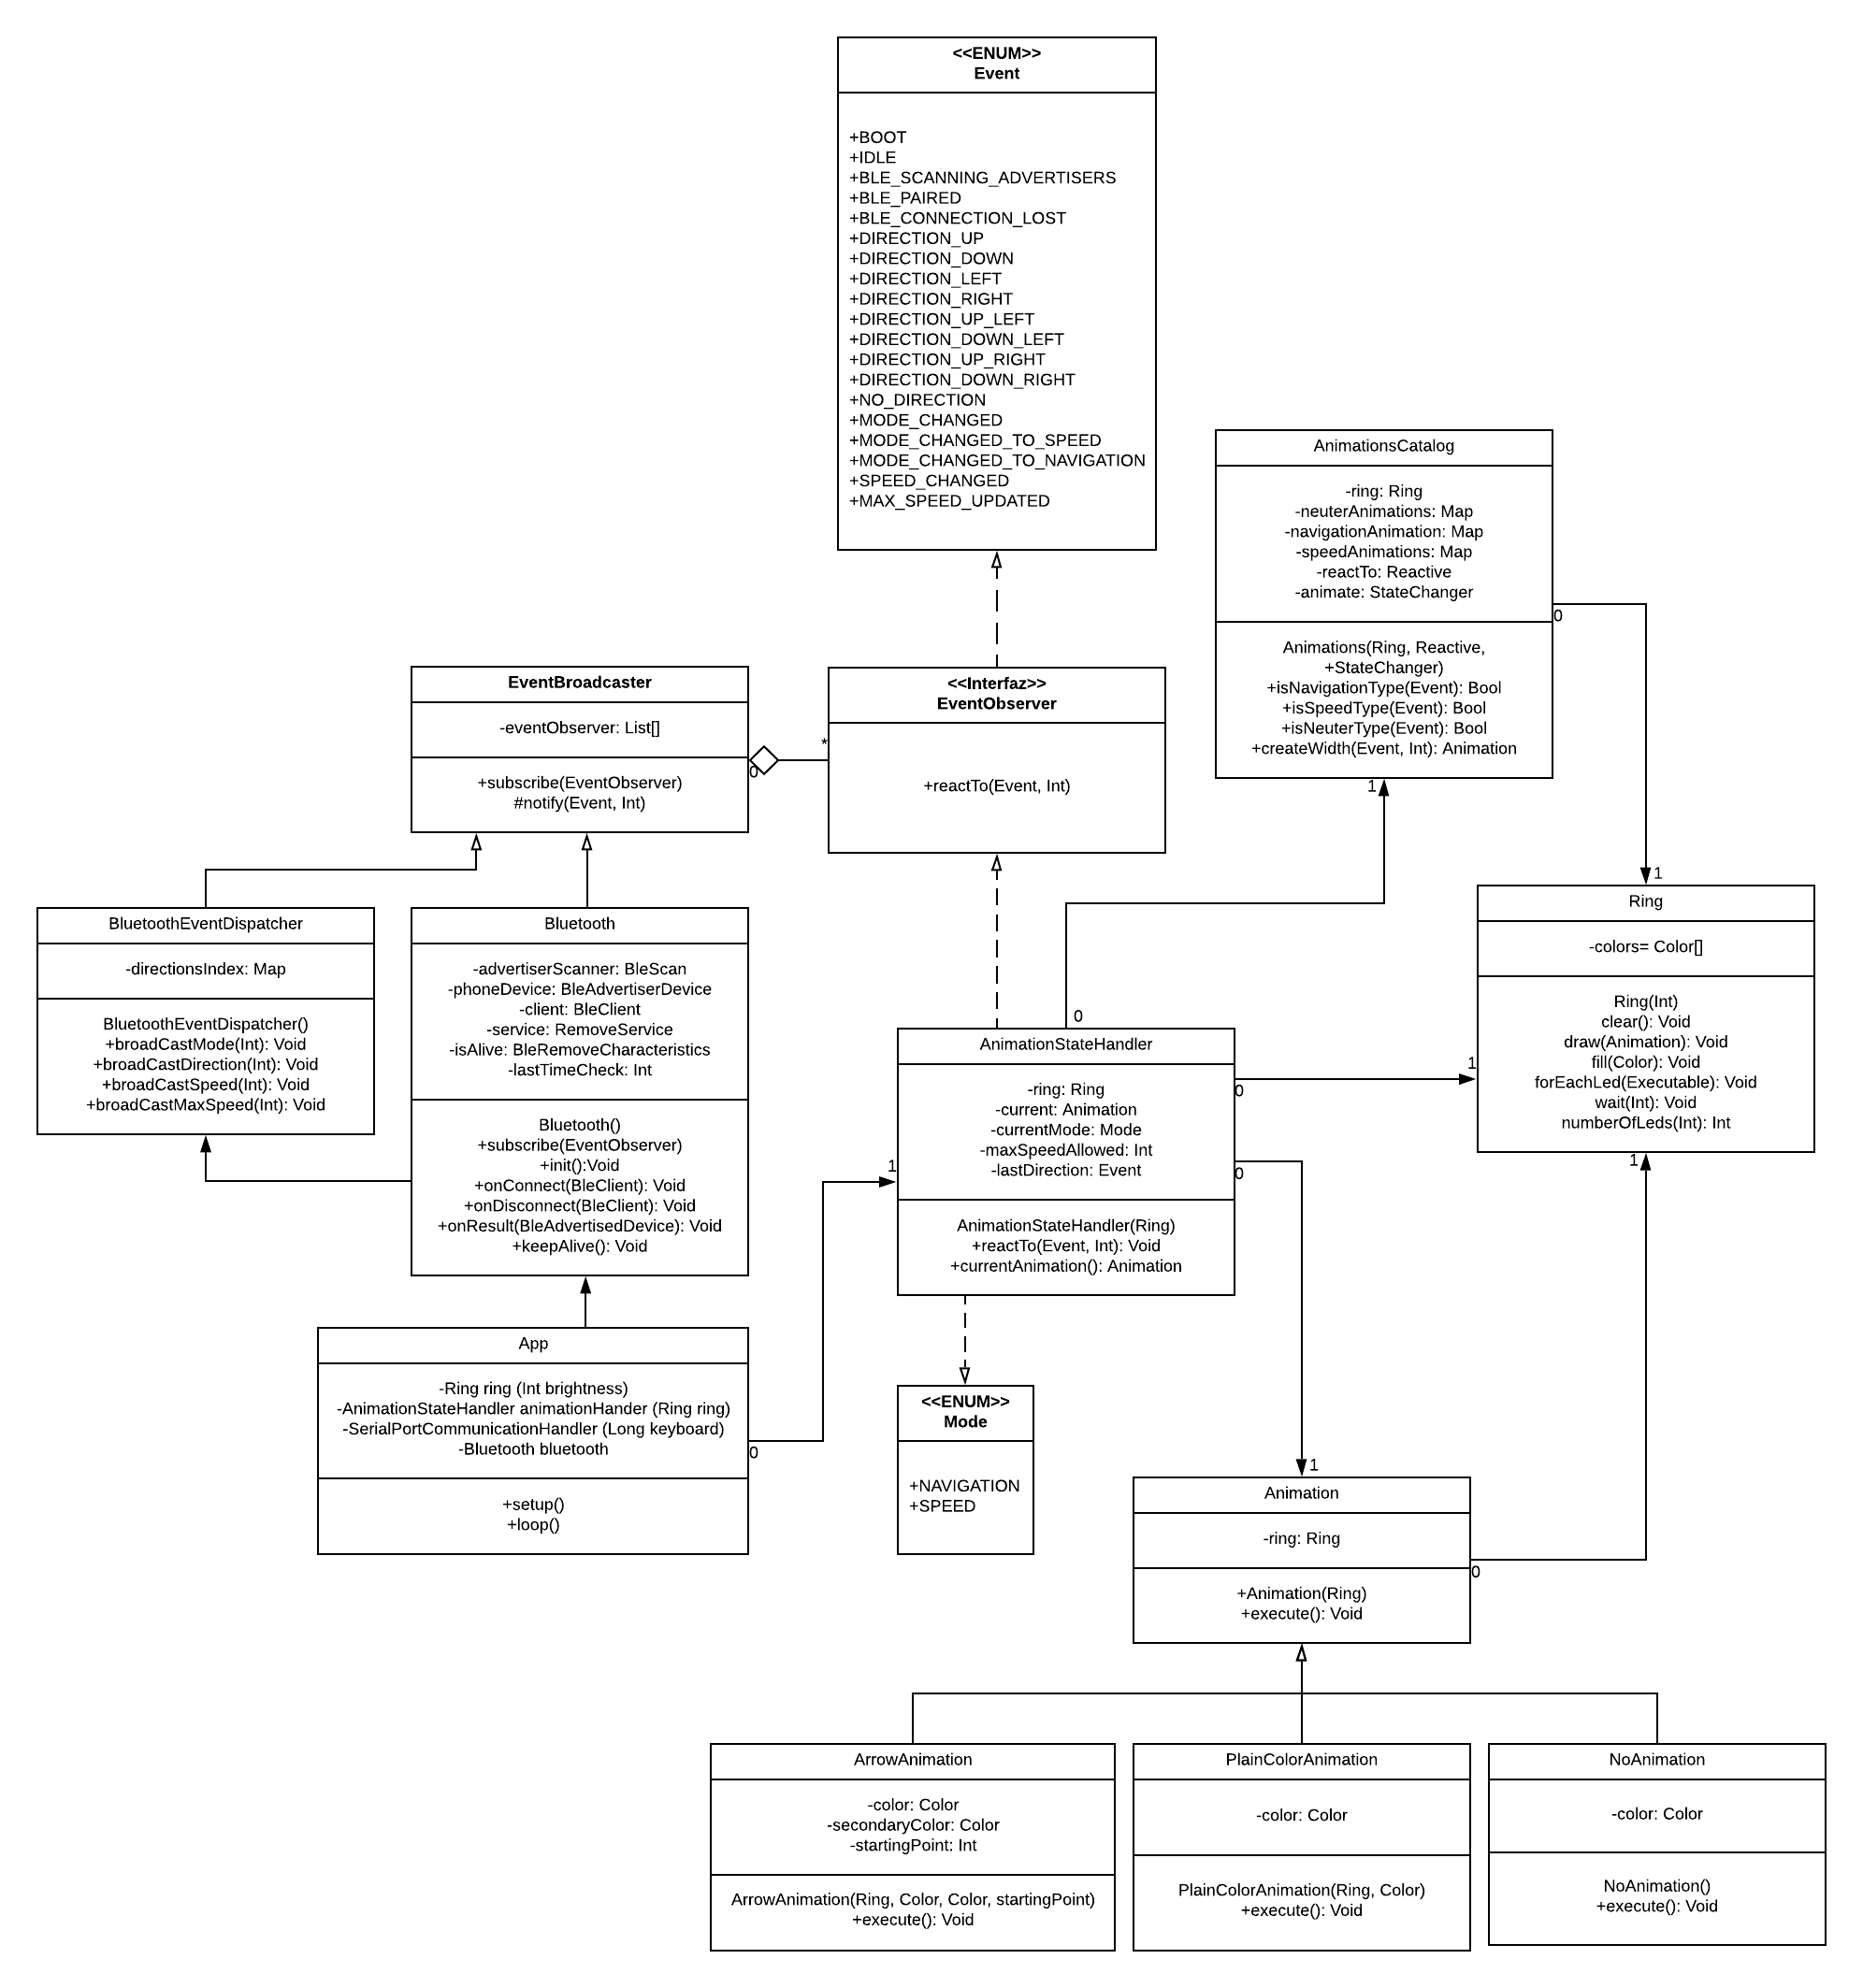 <<ENUM>>
Event
+BOOT
+IDLE
+BLE_SCANNING_ADVERTISERS
+BLE_PAIRED
+BLE_CONNECTION_LOST
+DIRECTION_UP
+DIRECTION_DOWN
+DIRECTION_LEFT
+DIRECTION_RIGHT
+DIRECTION_UP_LEFT
+DIRECTION_DOWN_LEFT
+DIRECTION_UP_RIGHT
+DIRECTION_DOWN_RIGHT
+NO_DIRECTION
+MODE_CHANGED
+MODE_CHANGED_TO_SPEED
+MODE_CHANGED_TO_NAVIGATION
+SPEED_CHANGED
+MAX_SPEED_UPDATED
AnimationsCatalog
-ring: Ring
-neuterAnimations: Map
-navigationAnimation: Map
-speedAnimations: Map
-reactTo: Reactive
-animate: StateChanger
Animations(Ring, Reactive,
+StateChanger)
+isNavigationType(Event): Bool
+isSpeedType(Event): Bool
+isNeuterType(Event): Bool
+createWidth(Event, Int): Animation
0
1
1
EventBroadcaster
-eventObserver: List[]
+subscribe(EventObserver)
#notify(Event, Int)
0
*
<<Interfaz>>
EventObserver
+reactTo(Event, Int)
BluetoothEventDispatcher
-directionsIndex: Map
BluetoothEventDispatcher()
+broadCastMode(Int): Void
+broadCastDirection(Int): Void
+broadCastSpeed(Int): Void
+broadCastMaxSpeed(Int): Void
Bluetooth
-advertiserScanner: BleScan
-phoneDevice: BleAdvertiserDevice
-client: BleClient
-service: RemoveService
-isAlive: BleRemoveCharacteristics
-lastTimeCheck: Int
Bluetooth()
+subscribe(EventObserver)
+init():Void
+onConnect(BleClient): Void
+onDisconnect(BleClient): Void
+onResult(BleAdvertisedDevice): Void
+keepAlive(): Void
Ring
-colors= Color[]
Ring(Int)
clear(): Void
draw(Animation): Void
fill(Color): Void
forEachLed(Executable): Void
wait(Int): Void
numberOfLeds(Int): Int
0
AnimationStateHandler
-ring: Ring
-current: Animation
-currentMode: Mode
-maxSpeedAllowed: Int
-lastDirection: Event
AnimationStateHandler(Ring)
+reactTo(Event, Int): Void
+currentAnimation(): Animation
0
1
0
1
1
1
App
-Ring ring (Int brightness)
-AnimationStateHandler animationHander (Ring ring)
-SerialPortCommunicationHandler (Long keyboard)
-Bluetooth bluetooth
+setup()
+loop()
0
<<ENUM>>
Mode
+NAVIGATION
+SPEED
Animation
-ring: Ring
+Animation(Ring)
+execute(): Void
0
ArrowAnimation
-color: Color
-secondaryColor: Color
-startingPoint: Int
ArrowAnimation(Ring, Color, Color, startingPoint)
+execute(): Void
PlainColorAnimation
-color: Color
PlainColorAnimation(Ring, Color)
+execute(): Void
NoAnimation
-color: Color
NoAnimation()
+execute(): Void